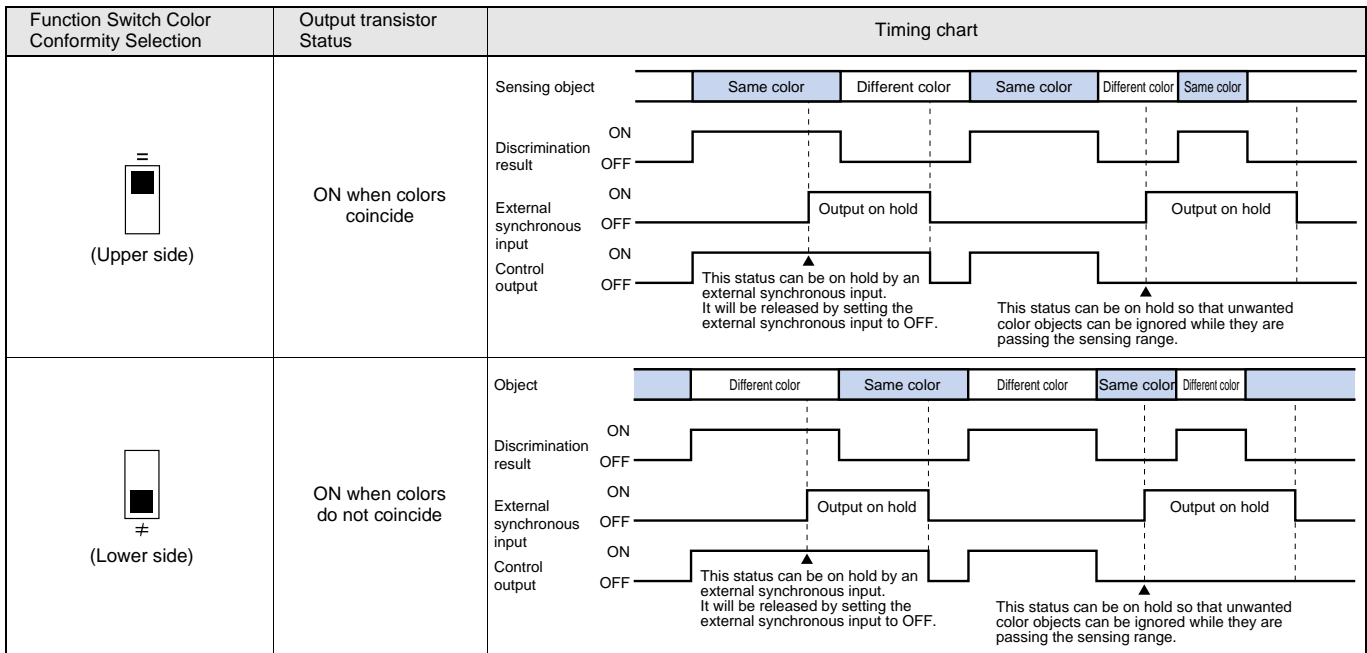 Function Switch Color
Conformity Selection
Output transistor
Status
Timing chart
=
(Upper side)
ON when colors
coincide
Sensing object
Same color
Different color
Same color
Different color
Same color
Discrimination
result
ON
OFF
External
synchronous
input
ON
OFF
Output on hold
Output on hold
Control
output
ON
OFF
This status can be on hold by an
external synchronous input.
It will be released by setting the
external synchronous input to OFF.
This status can be on hold so that unwanted
color objects can be ignored while they are
passing the sensing range.
≠
(Lower side)
ON when colors
do not coincide
Object
Different color
Same color
Different color
Same color
Different color
Discrimination
result
ON
OFF
External
synchronous
input
ON
OFF
Output on hold
Output on hold
Control
output
ON
OFF
This status can be on hold by an
external synchronous input.
It will be released by setting the
external synchronous input to OFF.
This status can be on hold so that unwanted
color objects can be ignored while they are
passing the sensing range.